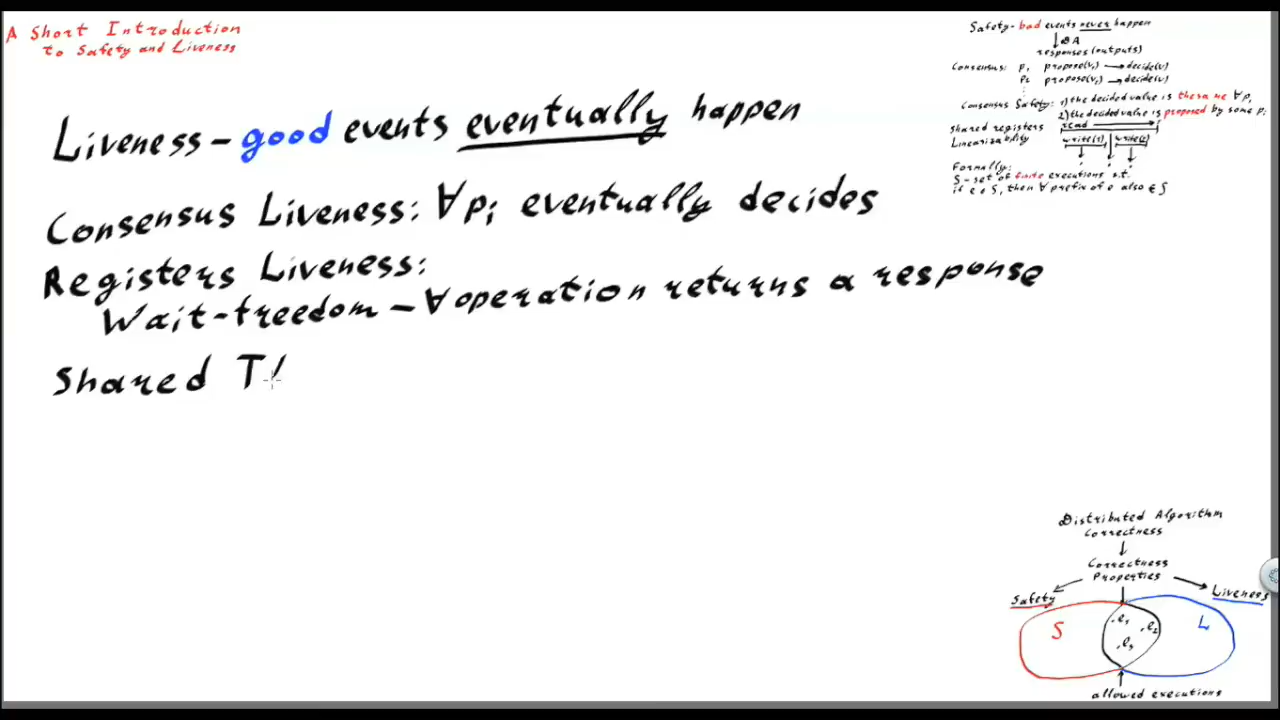 A Short Introduction
to Safety and Liveness
Liveness - good events eventually happen
Consensus Liveness: ∀pᵢ eventually decides
Registers Liveness:
Wait-freedom - ∀operation returns a response
Shared T
Safety - bad events never happen
DA
responses (outputs)
Consensus: p₁ propose(v₁) → decide(v)
p₂ propose(v₂) → decide(v)
Consensus Safety: 1) the decided value is the same ∀pᵢ
2) the decided value is proposed by some pᵢ
Shared registers read
Linearizability write(1) write(2)
Formally:
S - set of finite executions s.t.
if e ∈ S, then ∀ prefix of e also ∈ S
Distributed Algorithm
Correctness
Correctness
Properties
Safety Liveness
S e₁ e₂ e₃ L
allowed executions